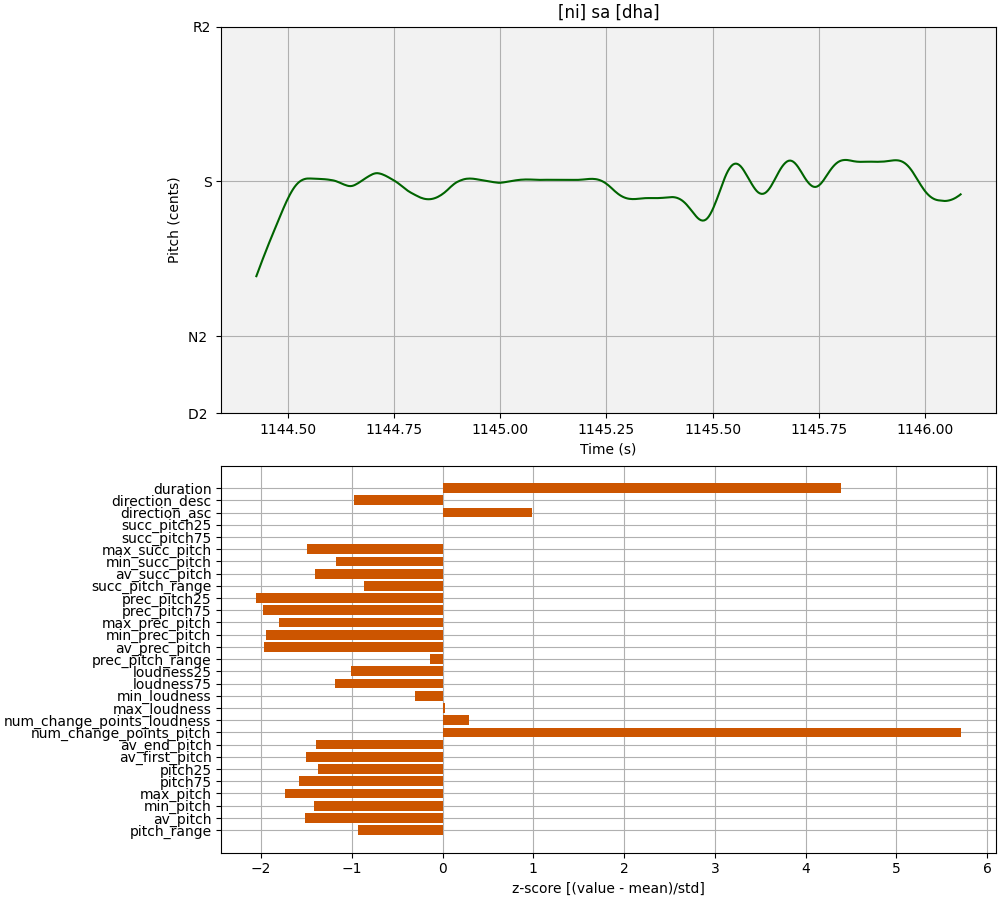 [ni] sa [dha]
R2
S
N2
D2
Pitch (cents)
1144.50 1144.75 1145.00 1145.25 1145.50 1145.75 1146.00
Time (s)
duration
direction_desc
direction_asc
succ_pitch25
succ_pitch75
max_succ_pitch
min_succ_pitch
av_succ_pitch
succ_pitch_range
prec_pitch25
prec_pitch75
max_prec_pitch
min_prec_pitch
av_prec_pitch
prec_pitch_range
loudness25
loudness75
min_loudness
max_loudness
num_change_points_loudness
num_change_points_pitch
av_end_pitch
av_first_pitch
pitch25
pitch75
max_pitch
min_pitch
av_pitch
pitch_range
−2 −1 0 1 2 3 4 5 6
z-score [(value - mean)/std]